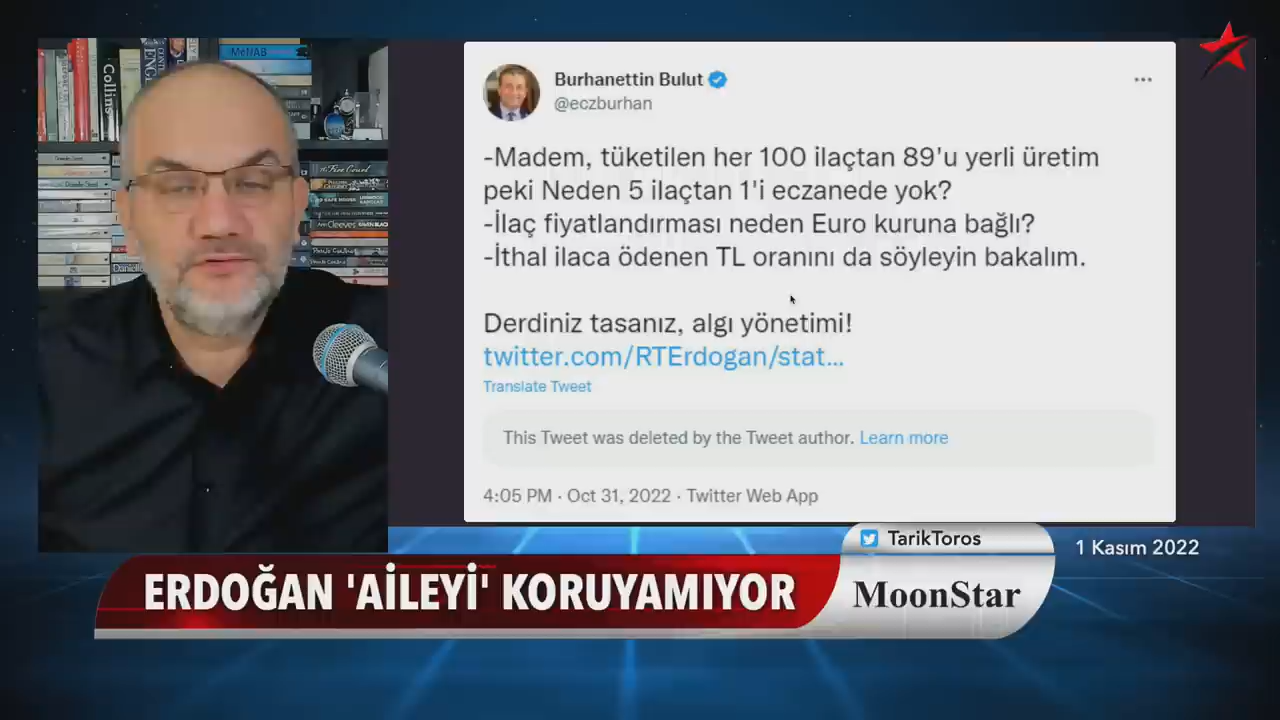 MeNAB
Collins
Danielle
Burhanettin Bulut
@eczburhan
-Madem, tüketilen her 100 ilaçtan 89'u yerli üretim
peki Neden 5 ilaçtan 1'i eczanede yok?
-İlaç fiyatlandırması neden Euro kuruna bağlı?
-İthal ilaca ödenen TL oranını da söyleyin bakalım.
Derdiniz tasanız, algı yönetimi!
twitter.com/RTErdogan/stat...
Translate Tweet
This Tweet was deleted by the Tweet author. Learn more
4:05 PM · Oct 31, 2022 · Twitter Web App
TarikToros
1 Kasım 2022
ERDOĞAN 'AİLEYİ' KORUYAMIYOR
MoonStar